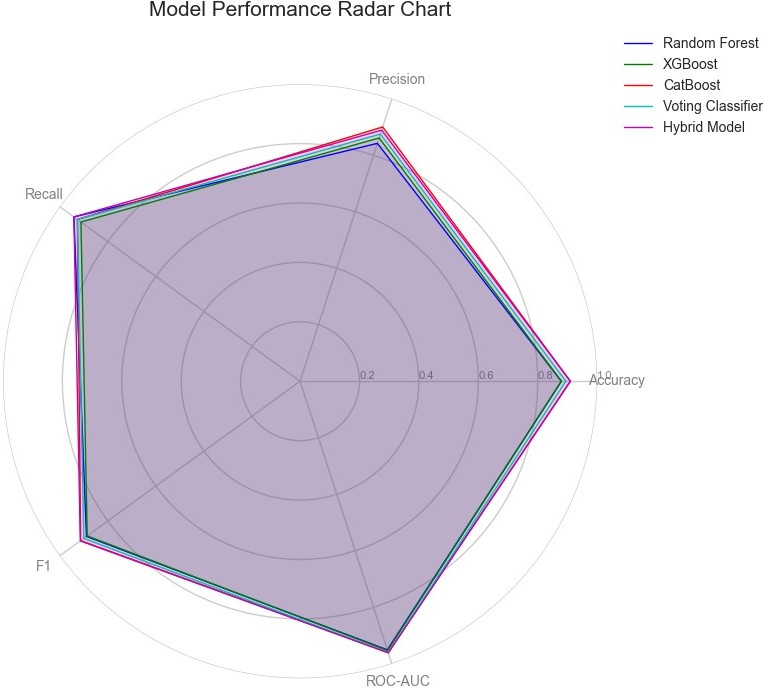 Model Performance Radar Chart
Random Forest
XGBoost
CatBoost
Voting Classifier
Hybrid Model
Precision
Recall
0.2
0.4
0.6
0.8
1.0
Accuracy
F1
ROC-AUC